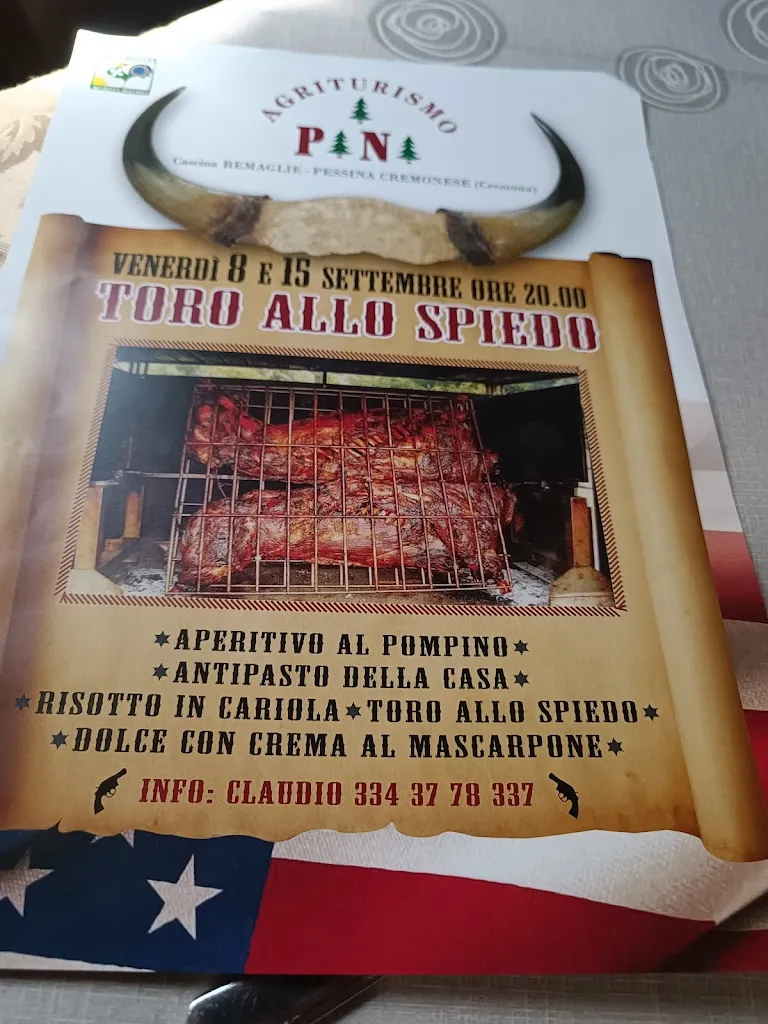 AGRITURISMO
PINI
Cascina REMAGLIE - PESSINA CREMONESE (Cremona)
VENERDÌ 8 E 15 SETTEMBRE ORE 20.00
TORO ALLO SPIEDO
✶APERITIVO AL POMPINO✶
✶ANTIPASTO DELLA CASA✶
✶RISOTTO IN CARIOLA✶TORO ALLO SPIEDO✶
✶DOLCE CON CREMA AL MASCARPONE✶
INFO: CLAUDIO 334 37 78 337